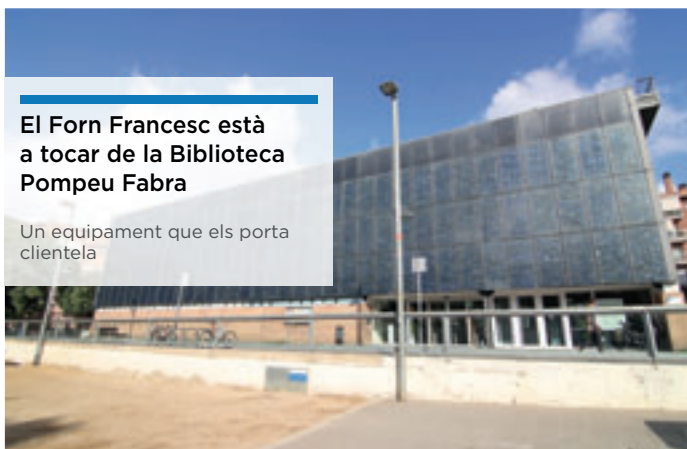 El Forn Francesc està
a tocar de la Biblioteca
Pompeu Fabra
Un equipament que els porta
clientela